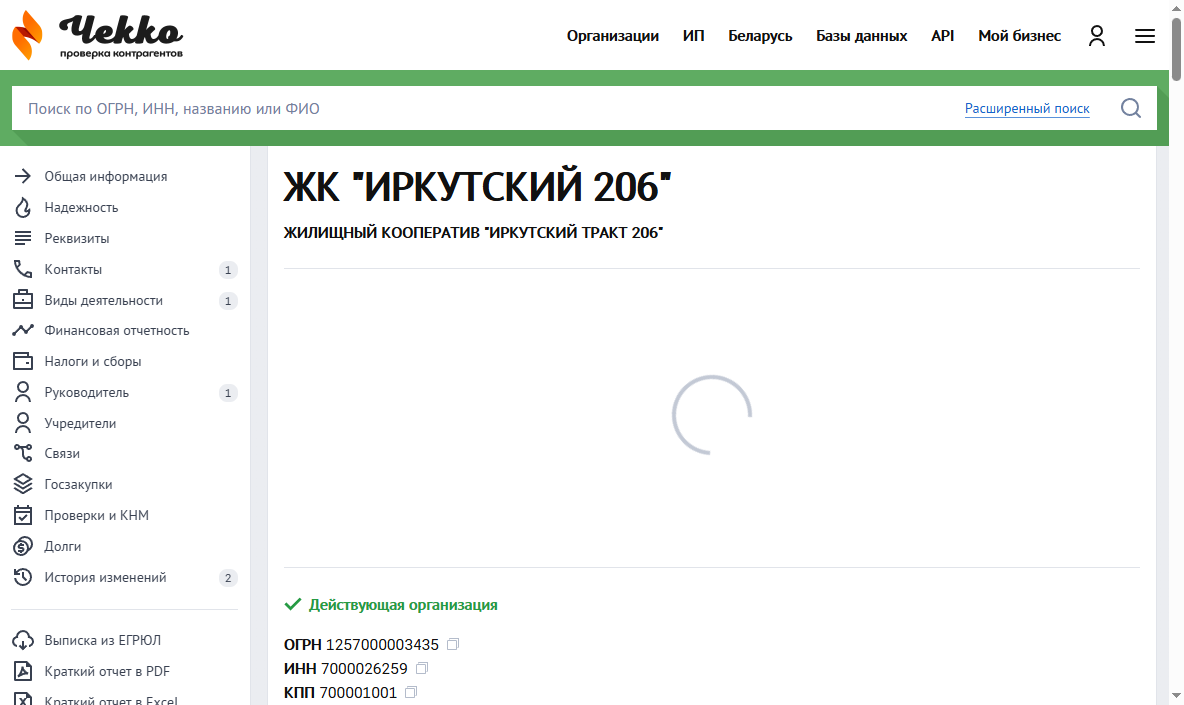 Чекко
проверка контрагентов
Организации ИП Беларусь Базы данных API Мой бизнес
Поиск по ОГРН, ИНН, названию или ФИО
Расширенный поиск
Общая информация
Надежность
Реквизиты
Контакты 1
Виды деятельности 1
Финансовая отчетность
Налоги и сборы
Руководитель 1
Учредители
Связи
Госзакупки
Проверки и КНМ
Долги
История изменений 2
Выписка из ЕГРЮЛ
Краткий отчет в PDF
Краткий отчет в Excel
ЖК "ИРКУТСКИЙ 206"
ЖИЛИЩНЫЙ КООПЕРАТИВ "ИРКУТСКИЙ ТРАКТ 206"
Действующая организация
ОГРН 1257000003435
ИНН 7000026259
КПП 700001001